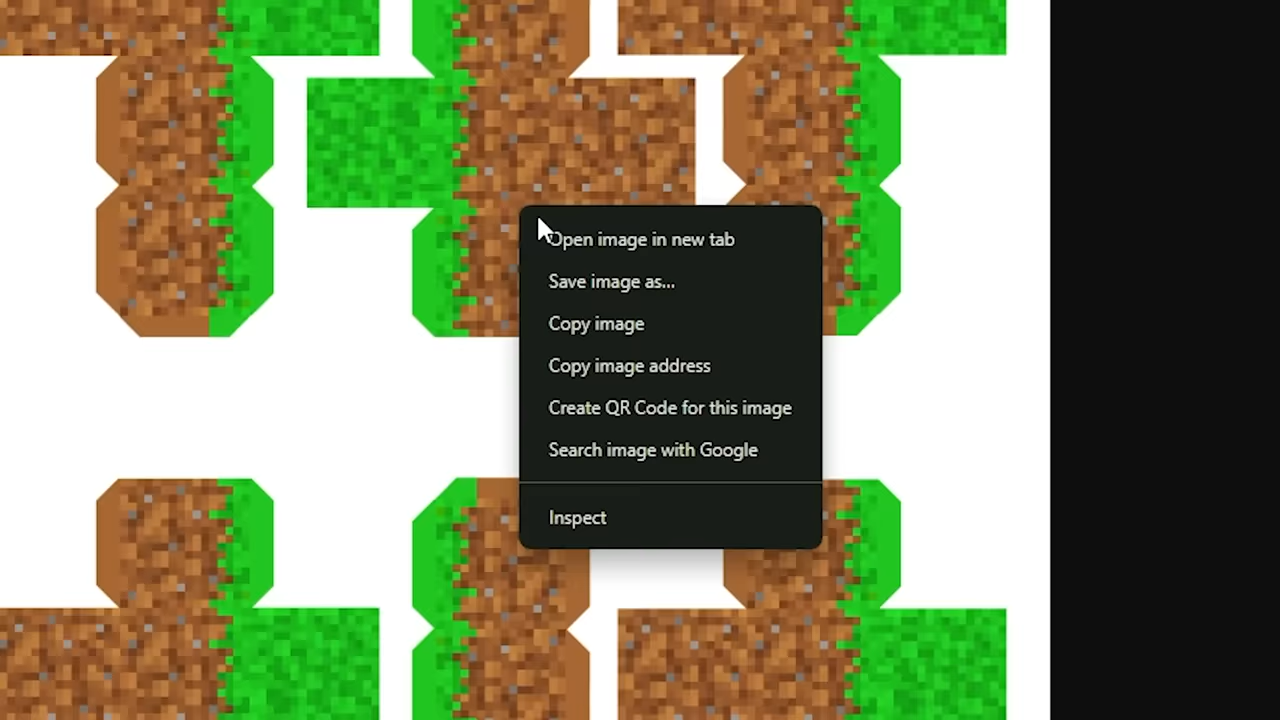 Open image in new tab
Save image as...
Copy image
Copy image address
Create QR Code for this image
Search image with Google
Inspect